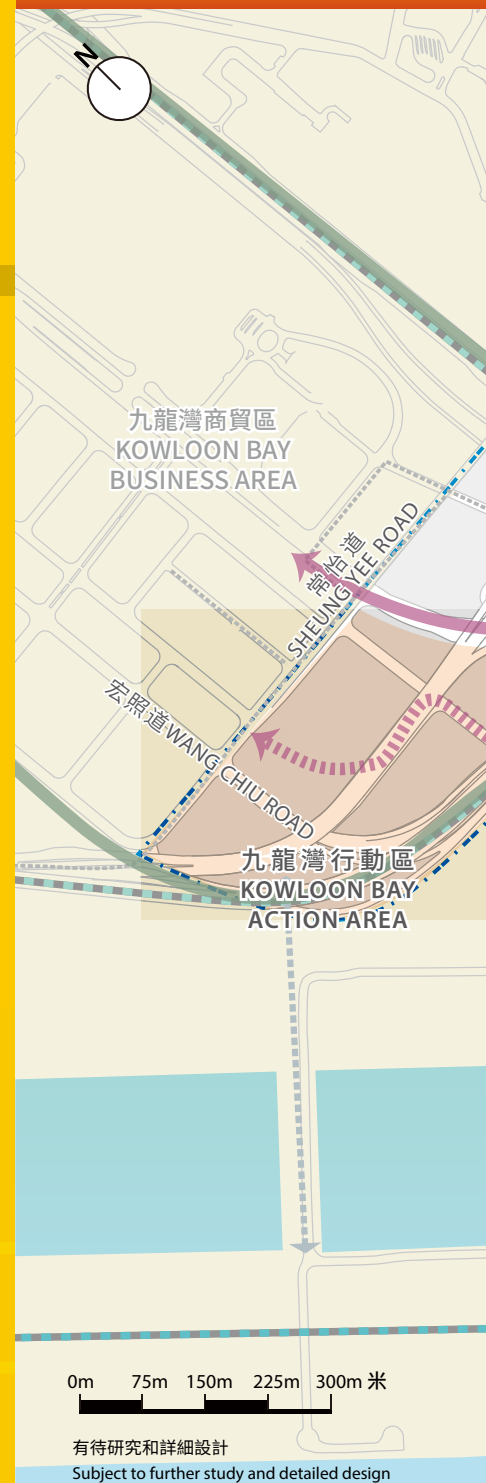 N
九龍灣商貿區
KOWLOON BAY
BUSINESS AREA
常怡道
SHEUNG YEE ROAD
宏照道 WANG CHIU ROAD
九龍灣行動區
KOWLOON BAY
ACTION AREA
0m 75m 150m 225m 300m 米
有待研究和詳細設計
Subject to further study and detailed design